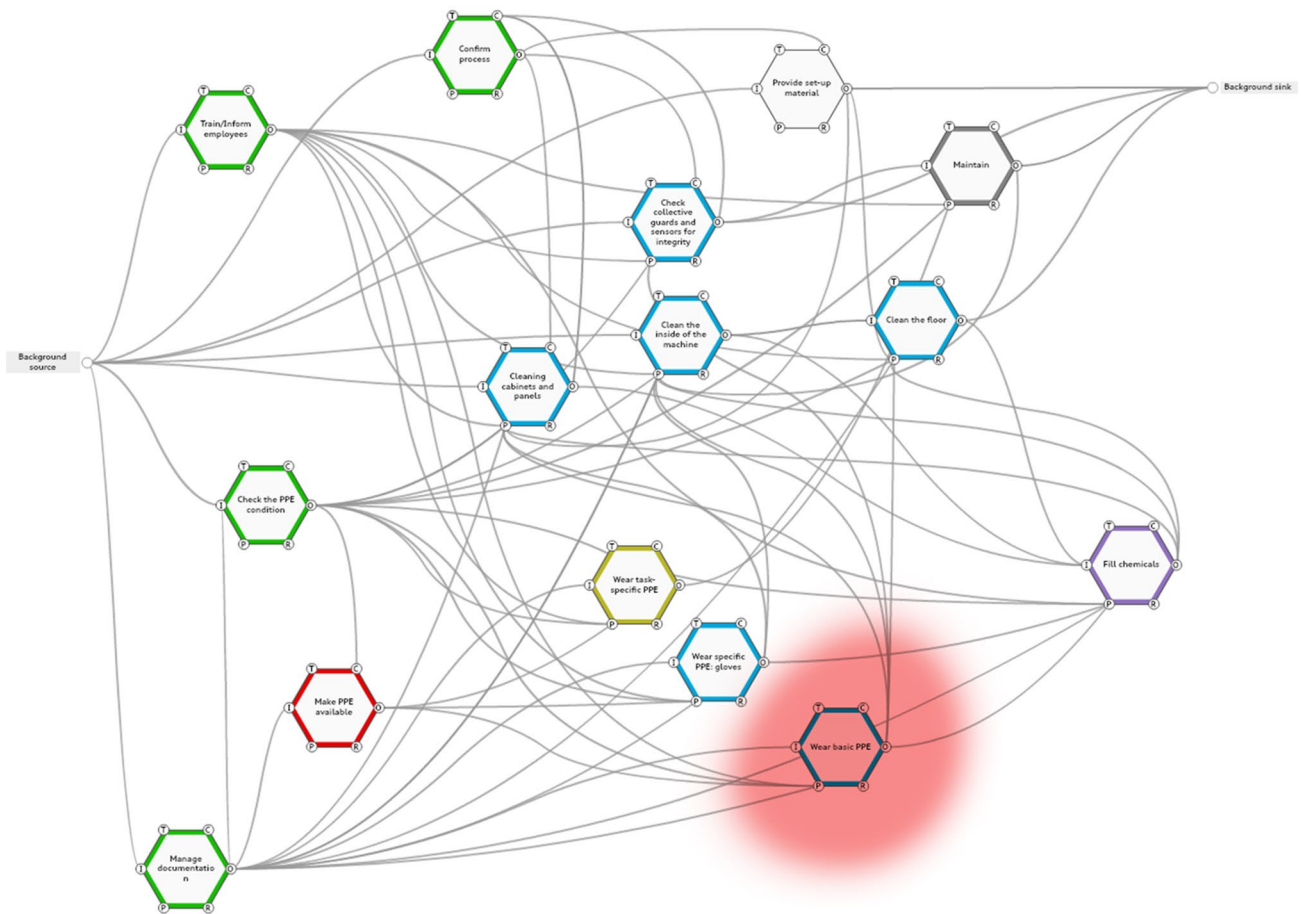 T
C
Confirm
process
I
O
P
R
T
C
Provide set-up
material
I
O
P
R
Background sink
T
C
Train/Inform
employees
I
O
P
R
T
C
Maintain
I
O
P
R
T
C
Check
collective
guards and
sensors for
integrity
I
O
P
R
T
C
Clean the floor
I
O
P
R
T
C
Clean the
inside of the
machine
I
O
P
R
Background
source
T
C
Cleaning
cabinets and
panels
I
O
P
R
T
C
Check the PPE
condition
I
O
P
R
T
C
Fill chemicals
I
O
P
R
T
C
Wear task-
specific PPE
I
O
P
R
T
C
Wear specific
PPE: gloves
I
O
P
R
T
C
Make PPE
available
I
O
P
R
T
C
Wear basic PPE
I
O
P
R
T
C
Manage
documentatio
n
I
O
P
R